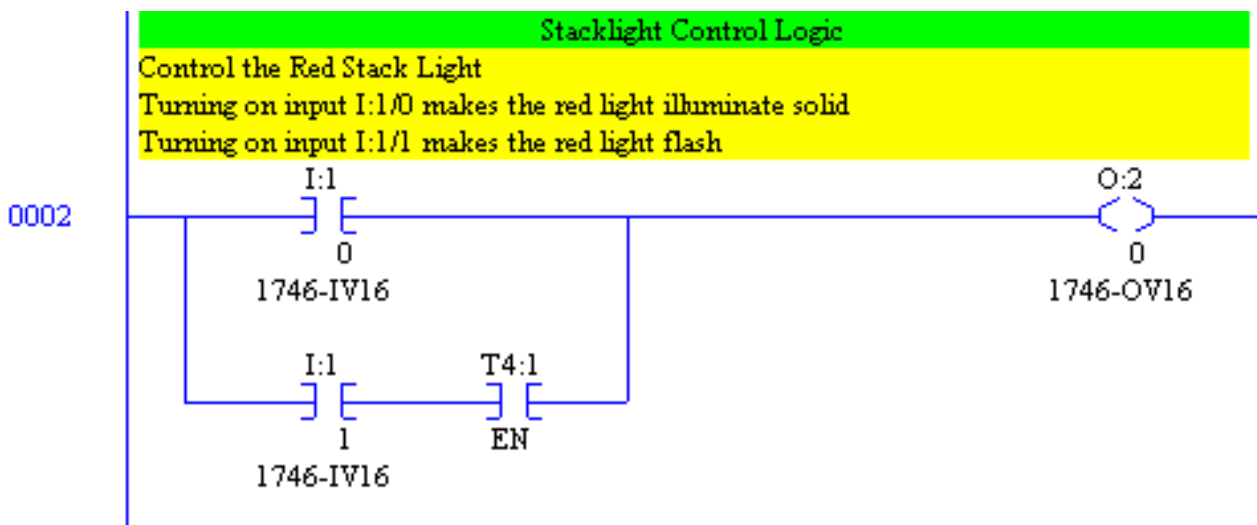 Stacklight Control Logic
Control the Red Stack Light
Turning on input I:1/0 makes the red light illuminate solid
Turning on input I:1/1 makes the red light flash
I:1
O:2
0002
0
0
1746-IV16
1746-OV16
I:1
T4:1
1
EN
1746-IV16